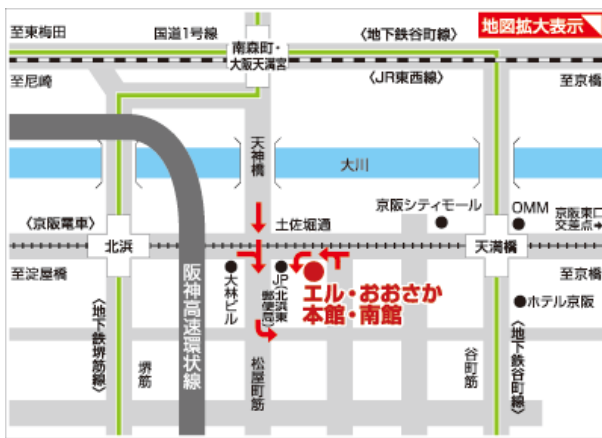 至東梅田
国道1号線
〈地下鉄谷町線〉
地図拡大表示
南森町・
大阪天満宮
至尼崎
〈JR東西線〉
至京橋
天神橋
大川
京阪シティモール
OMM
京阪東口
交差点→
〈京阪電車〉
北浜
土佐堀通
天満橋
至淀屋橋
大林ビル
JP(北浜東
郵便局)
エル・おおさか
本館・南館
至京橋
ホテル京阪
〈地下鉄堺筋線〉
堺筋
阪神高速環状線
松屋町筋
谷町筋
〈地下鉄谷町線〉